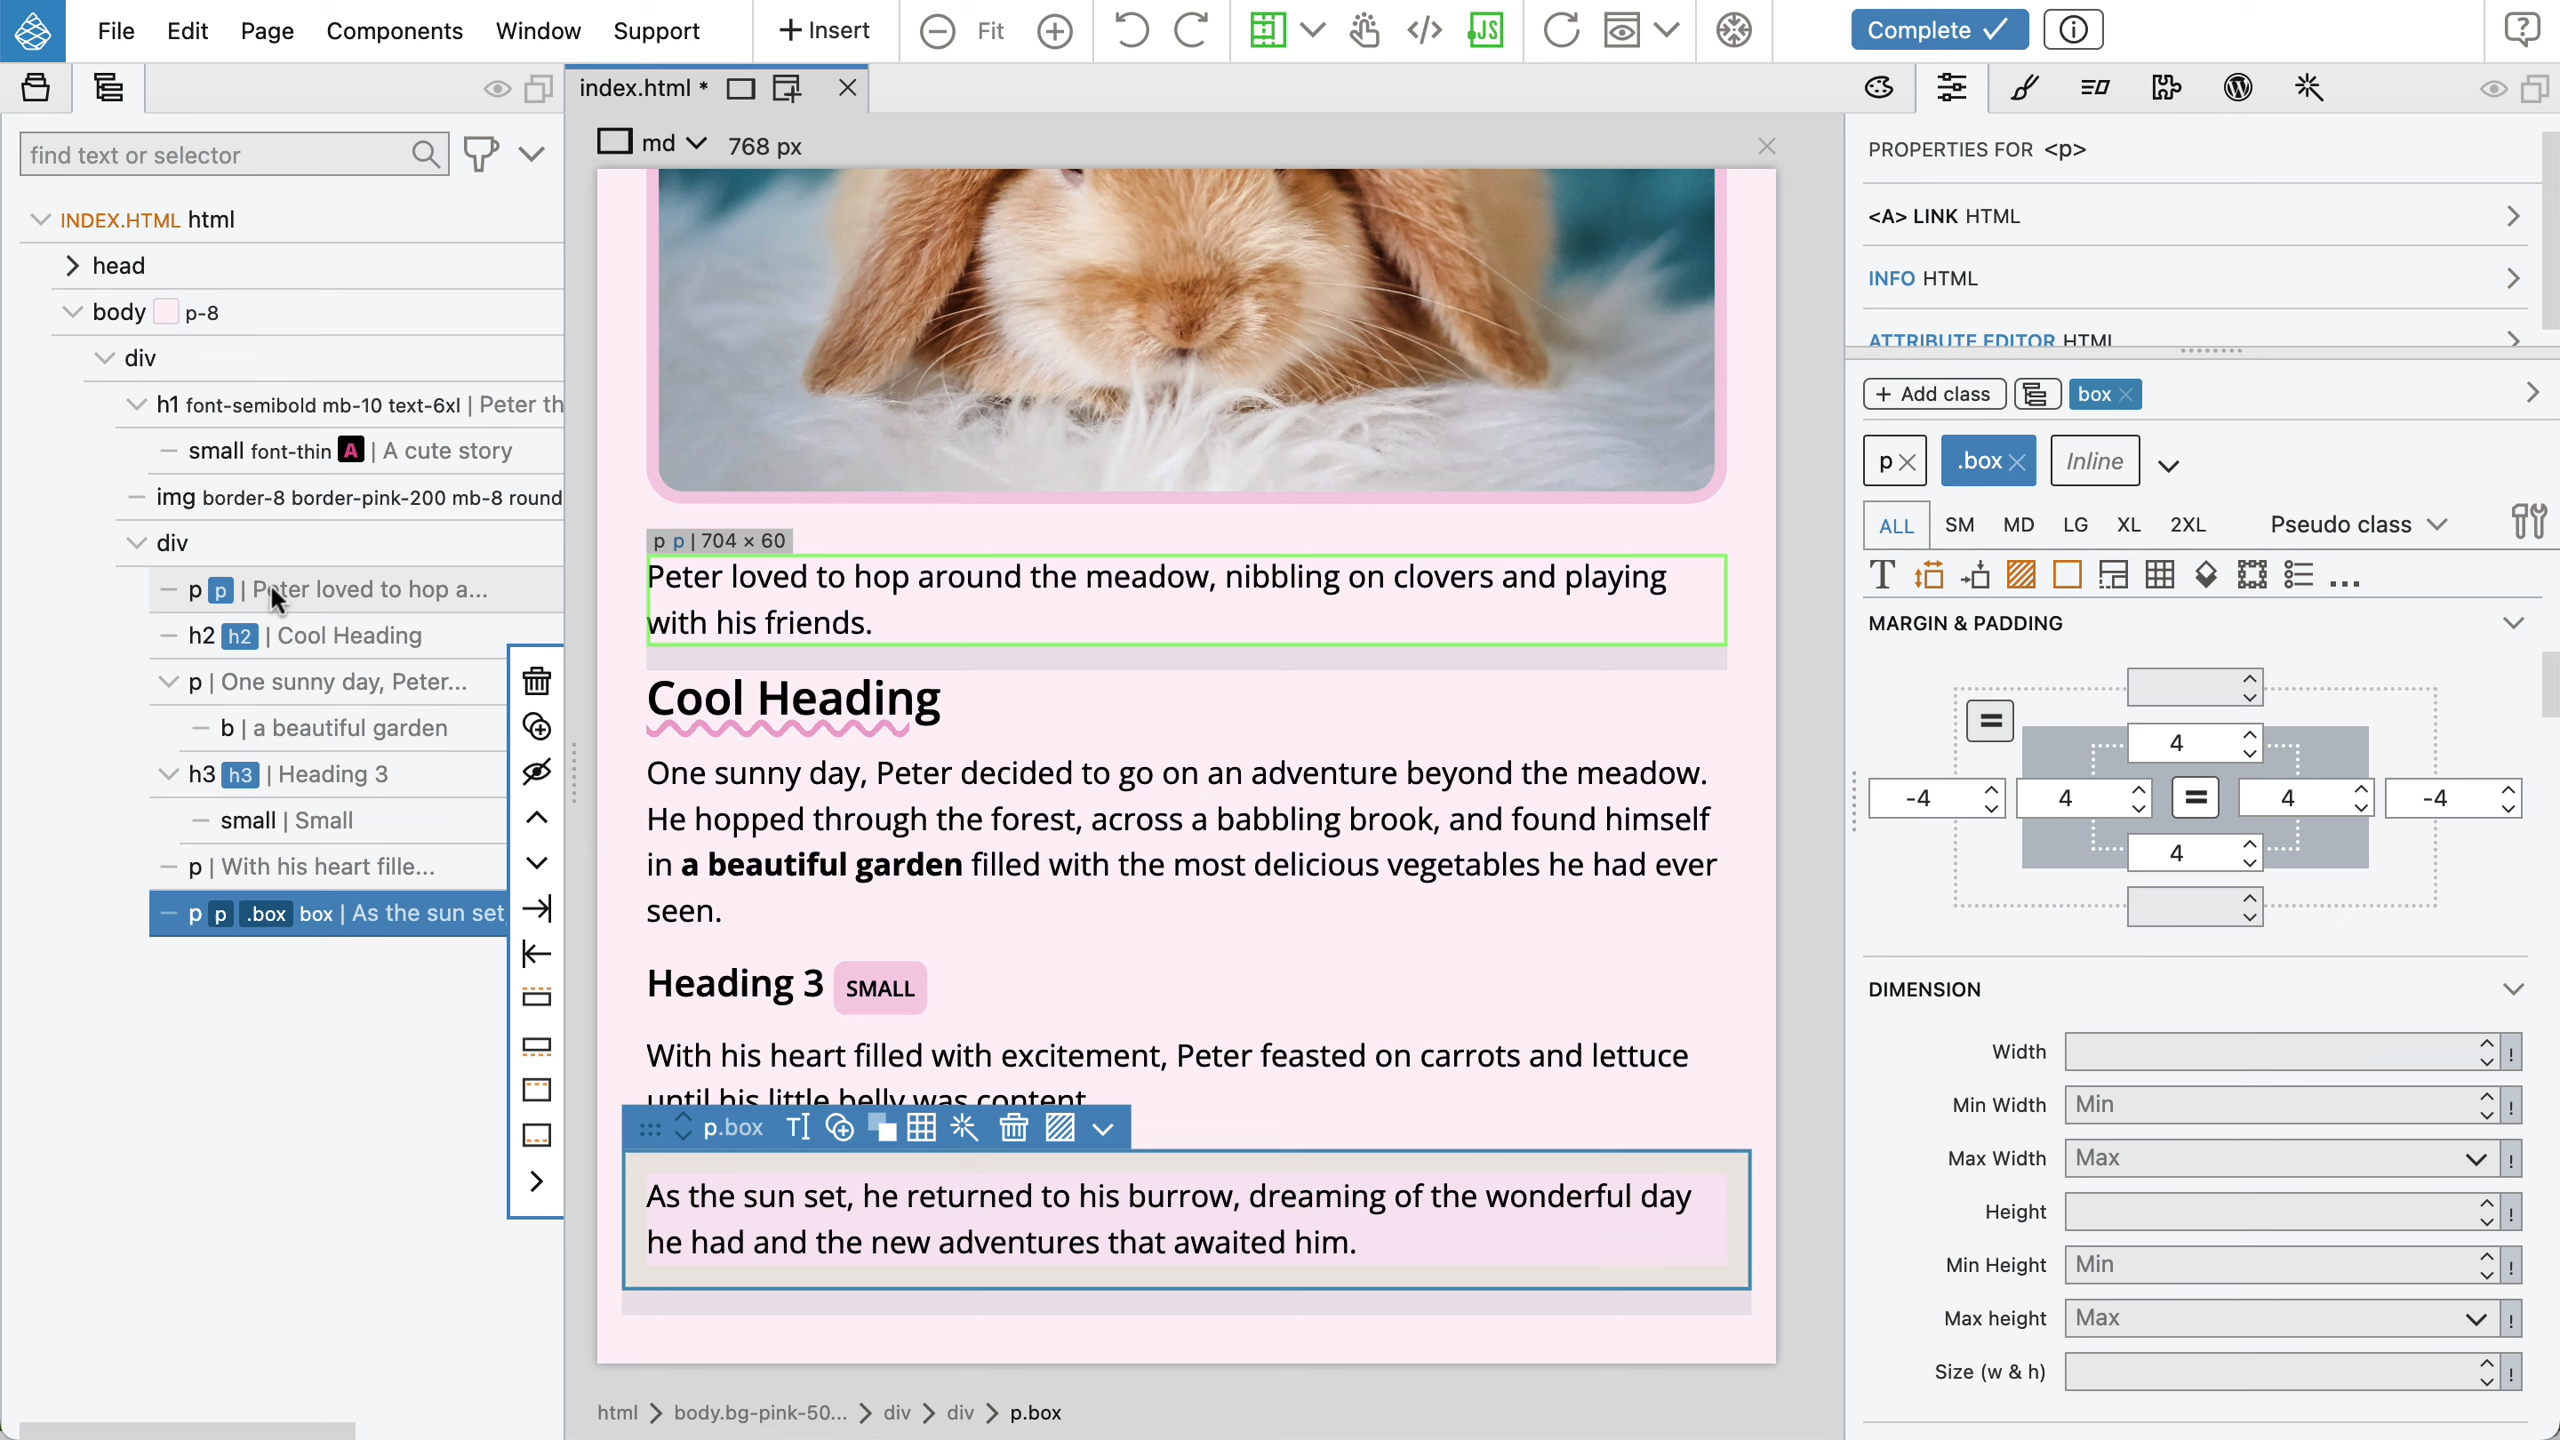 File Edit Page Components Window Support + Insert Fit JS Complete
index.html *
find text or selector
md 768 px
INDEX.HTML html
head
body p-8
div
h1 font-semibold mb-10 text-6xl | Peter th
small font-thin A | A cute story
img border-8 border-pink-200 mb-8 round
div
p p | Peter loved to hop a...
h2 h2 | Cool Heading
p | One sunny day, Peter...
b | a beautiful garden
h3 h3 | Heading 3
small | Small
p | With his heart fille...
p p .box box | As the sun set
p p | 704 × 60
Peter loved to hop around the meadow, nibbling on clovers and playing
with his friends.
Cool Heading
One sunny day, Peter decided to go on an adventure beyond the meadow.
He hopped through the forest, across a babbling brook, and found himself
in a beautiful garden filled with the most delicious vegetables he had ever
seen.
Heading 3 SMALL
With his heart filled with excitement, Peter feasted on carrots and lettuce
until his little belly was content
p.box
As the sun set, he returned to his burrow, dreaming of the wonderful day
he had and the new adventures that awaited him.
html body.bg-pink-50... div div p.box
PROPERTIES FOR <p>
<A> LINK HTML
INFO HTML
ATTRIBUTE EDITOR HTML
+ Add class box
p .box Inline
ALL SM MD LG XL 2XL Pseudo class
MARGIN & PADDING
4
-4 4 = 4 -4
4
DIMENSION
Width !
Min Width Min !
Max Width Max !
Height !
Min Height Min !
Max height Max !
Size (w & h) !